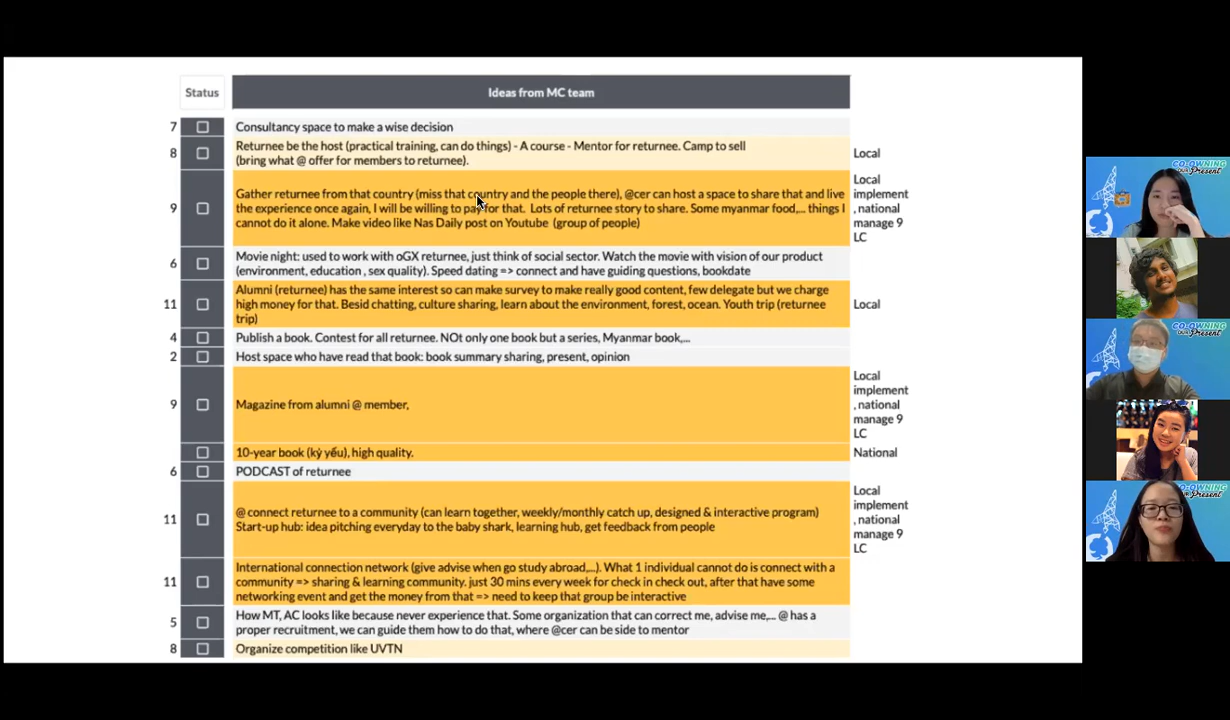 Status
Ideas from MC team
7
Consultancy space to make a wise decision
8
Returnee be the host (practical training, can do things) - A course - Mentor for returnee. Camp to sell
(bring what @ offer for members to returnee).
Local
9
Gather returnee from that country (miss that country and the people there), @cer can host a space to share that and live
the experience once again, I will be willing to pay for that. Lots of returnee story to share. Some myanmar food,... things I
cannot do it alone. Make video like Nas Daily post on Youtube (group of people)
Local
implement
, national
manage 9
LC
6
Movie night: used to work with oGX returnee, just think of social sector. Watch the movie with vision of our product
(environment, education , sex quality). Speed dating => connect and have guiding questions, bookdate
11
Alumni (returnee) has the same interest so can make survey to make really good content, few delegate but we charge
high money for that. Besid chatting, culture sharing, learn about the environment, forest, ocean. Youth trip (returnee
trip)
Local
4
Publish a book. Contest for all returnee. NOt only one book but a series, Myanmar book,...
2
Host space who have read that book: book summary sharing, present, opinion
9
Magazine from alumni @ member,
Local
implement
, national
manage 9
LC
10-year book (kỷ yếu), high quality.
National
6
PODCAST of returnee
11
@ connect returnee to a community (can learn together, weekly/monthly catch up, designed & interactive program)
Start-up hub: idea pitching everyday to the baby shark, learning hub, get feedback from people
Local
implement
, national
manage 9
LC
11
International connection network (give advise when go study abroad,...). What 1 individual cannot do is connect with a
community => sharing & learning community. just 30 mins every week for check in check out, after that have some
networking event and get the money from that => need to keep that group be interactive
5
How MT, AC looks like because never experience that. Some organization that can correct me, advise me,... @ has a
proper recruitment, we can guide them how to do that, where @cer can be side to mentor
8
Organize competition like UVTN
CO-OWNING
OUR Present
CO-OWNING
OUR Present
CO-OWNING
OUR Present